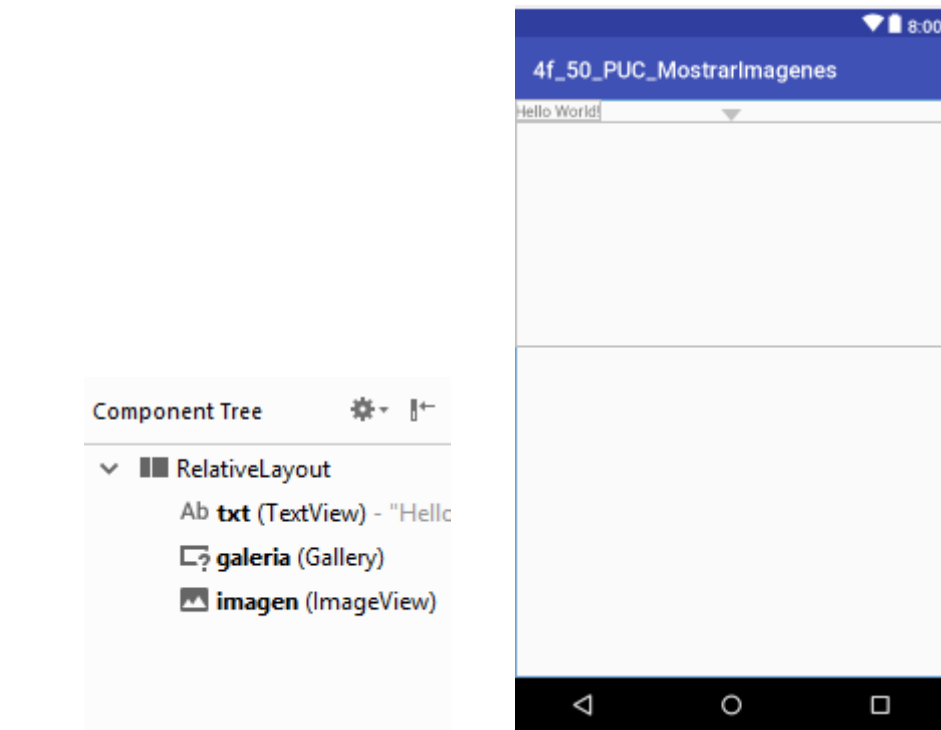 8:00
4f_50_PUC_MostrarImagenes
Hello World!
Component Tree
RelativeLayout
Ab txt (TextView) - "Hello
galeria (Gallery)
imagen (ImageView)